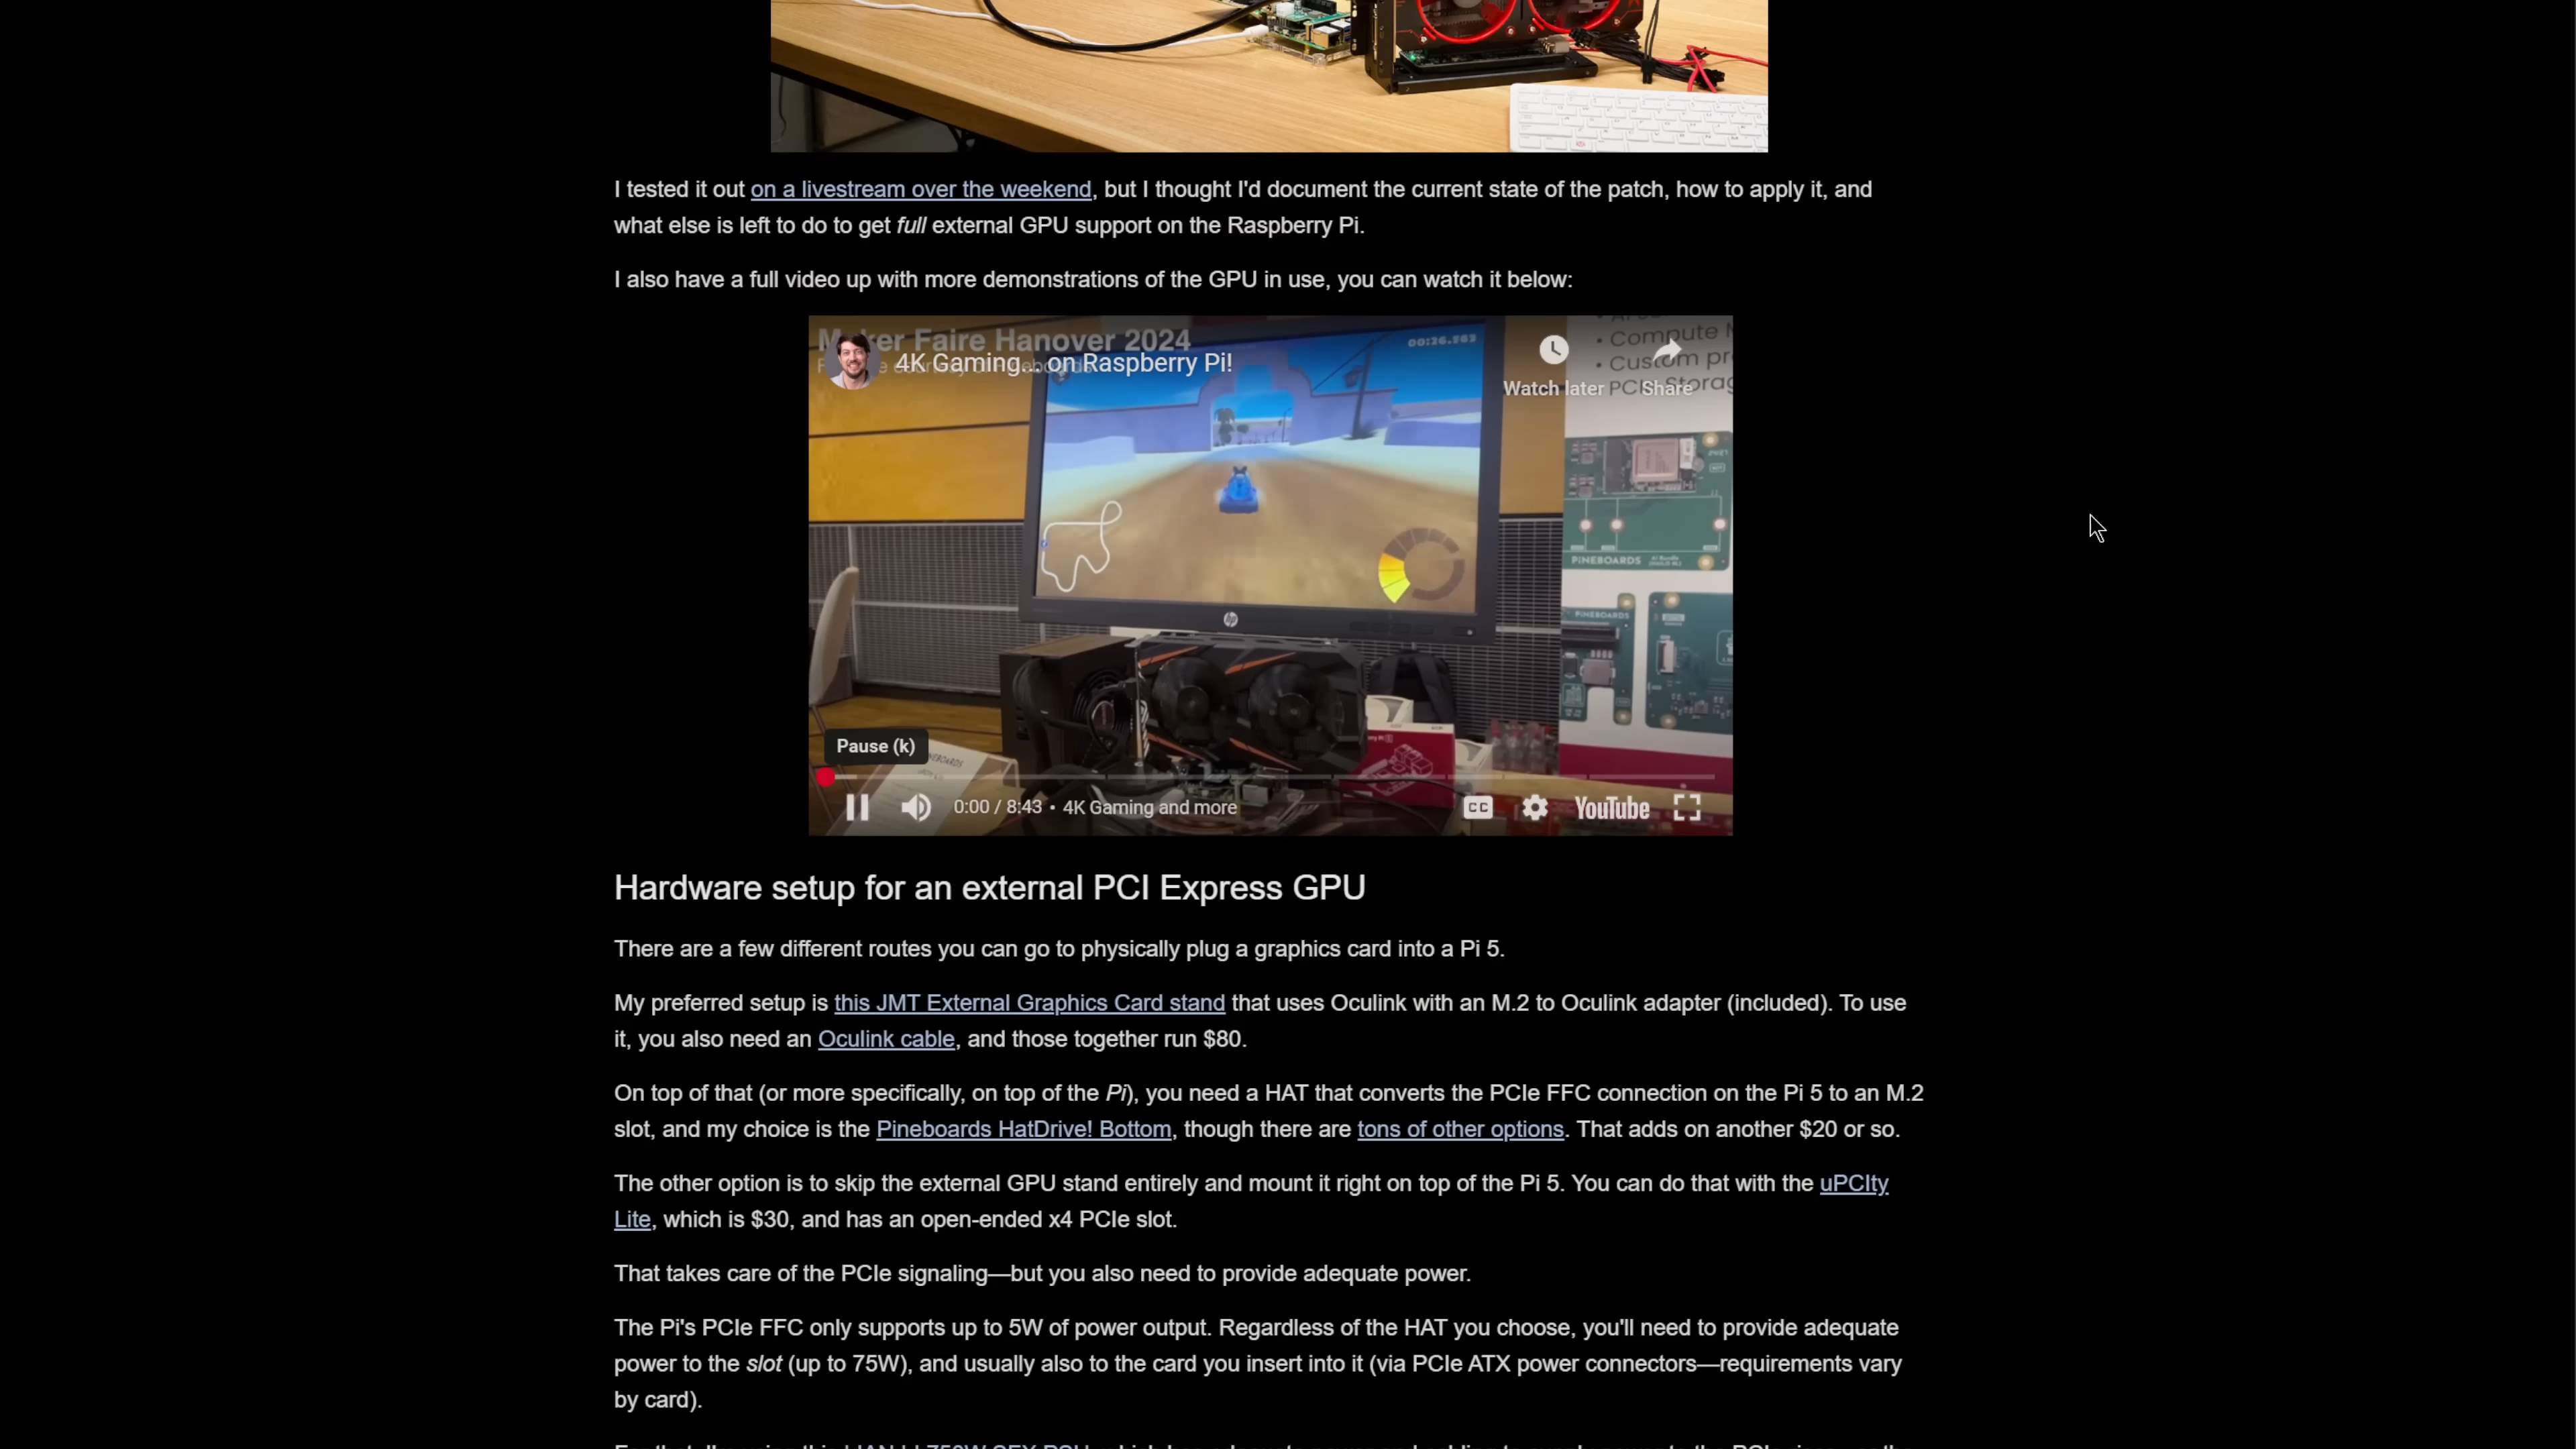 I tested it out on a livestream over the weekend, but I thought I'd document the current state of the patch, how to apply it, and
what else is left to do to get full external GPU support on the Raspberry Pi.
I also have a full video up with more demonstrations of the GPU in use, you can watch it below:
Maker Faire Hanover 2024
4K Gaming... on Raspberry Pi!
00:26.562
Watch later
Share
• Compute
• Custom
• PCIe Storag
PINEBOARDS
PINEBOARDS
hp
Pause (k)
0:00 / 8:43 • 4K Gaming and more
CC
YouTube
Hardware setup for an external PCI Express GPU
There are a few different routes you can go to physically plug a graphics card into a Pi 5.
My preferred setup is this JMT External Graphics Card stand that uses Oculink with an M.2 to Oculink adapter (included). To use
it, you also need an Oculink cable, and those together run $80.
On top of that (or more specifically, on top of the Pi), you need a HAT that converts the PCIe FFC connection on the Pi 5 to an M.2
slot, and my choice is the Pineboards HatDrive! Bottom, though there are tons of other options. That adds on another $20 or so.
The other option is to skip the external GPU stand entirely and mount it right on top of the Pi 5. You can do that with the uPCIty
Lite, which is $30, and has an open-ended x4 PCIe slot.
That takes care of the PCIe signaling—but you also need to provide adequate power.
The Pi's PCIe FFC only supports up to 5W of power output. Regardless of the HAT you choose, you'll need to provide adequate
power to the slot (up to 75W), and usually also to the card you insert into it (via PCIe ATX power connectors—requirements vary
by card).